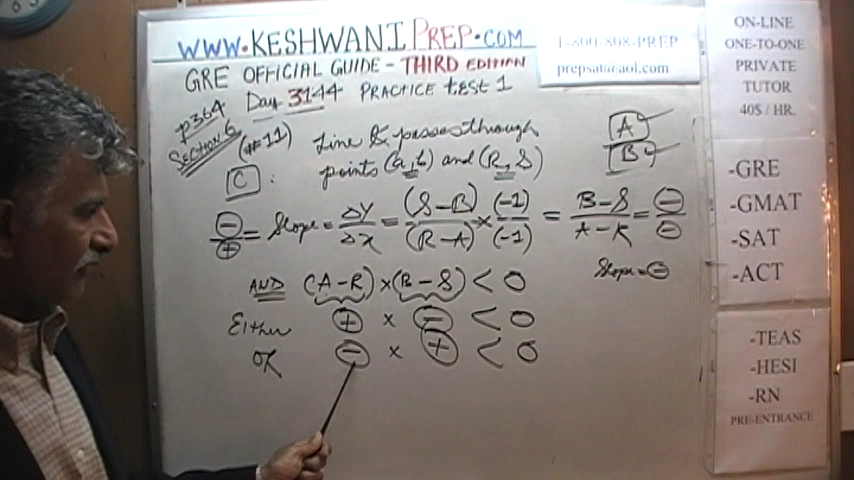 WWW.KESHWANIPREP.COM
1-800-808-PREP
prepsat@aol.com
GRE OFFICIAL GUIDE - THIRD EDITION
P364 Day 3144 PRACTICE test 1
SECTION 6 (#11) Line & passes through
points (a, b) and (R, S)
A
B
C :
⊖/⊕ = Slope = ΔY/ΔX = (S-B)/(R-A) × (-1)/(-1) = B-S/A-R = ⊖/⊖
Slope = ⊖
AND (A-R) × (B-S) < 0
Either ⊕ × ⊖ < 0
OR ⊖ × ⊕ < 0
ON-LINE
ONE-TO-ONE
PRIVATE
TUTOR
40$ / HR.
-GRE
-GMAT
-SAT
-ACT
-TEAS
-HESI
-RN
PRE-ENTRANCE